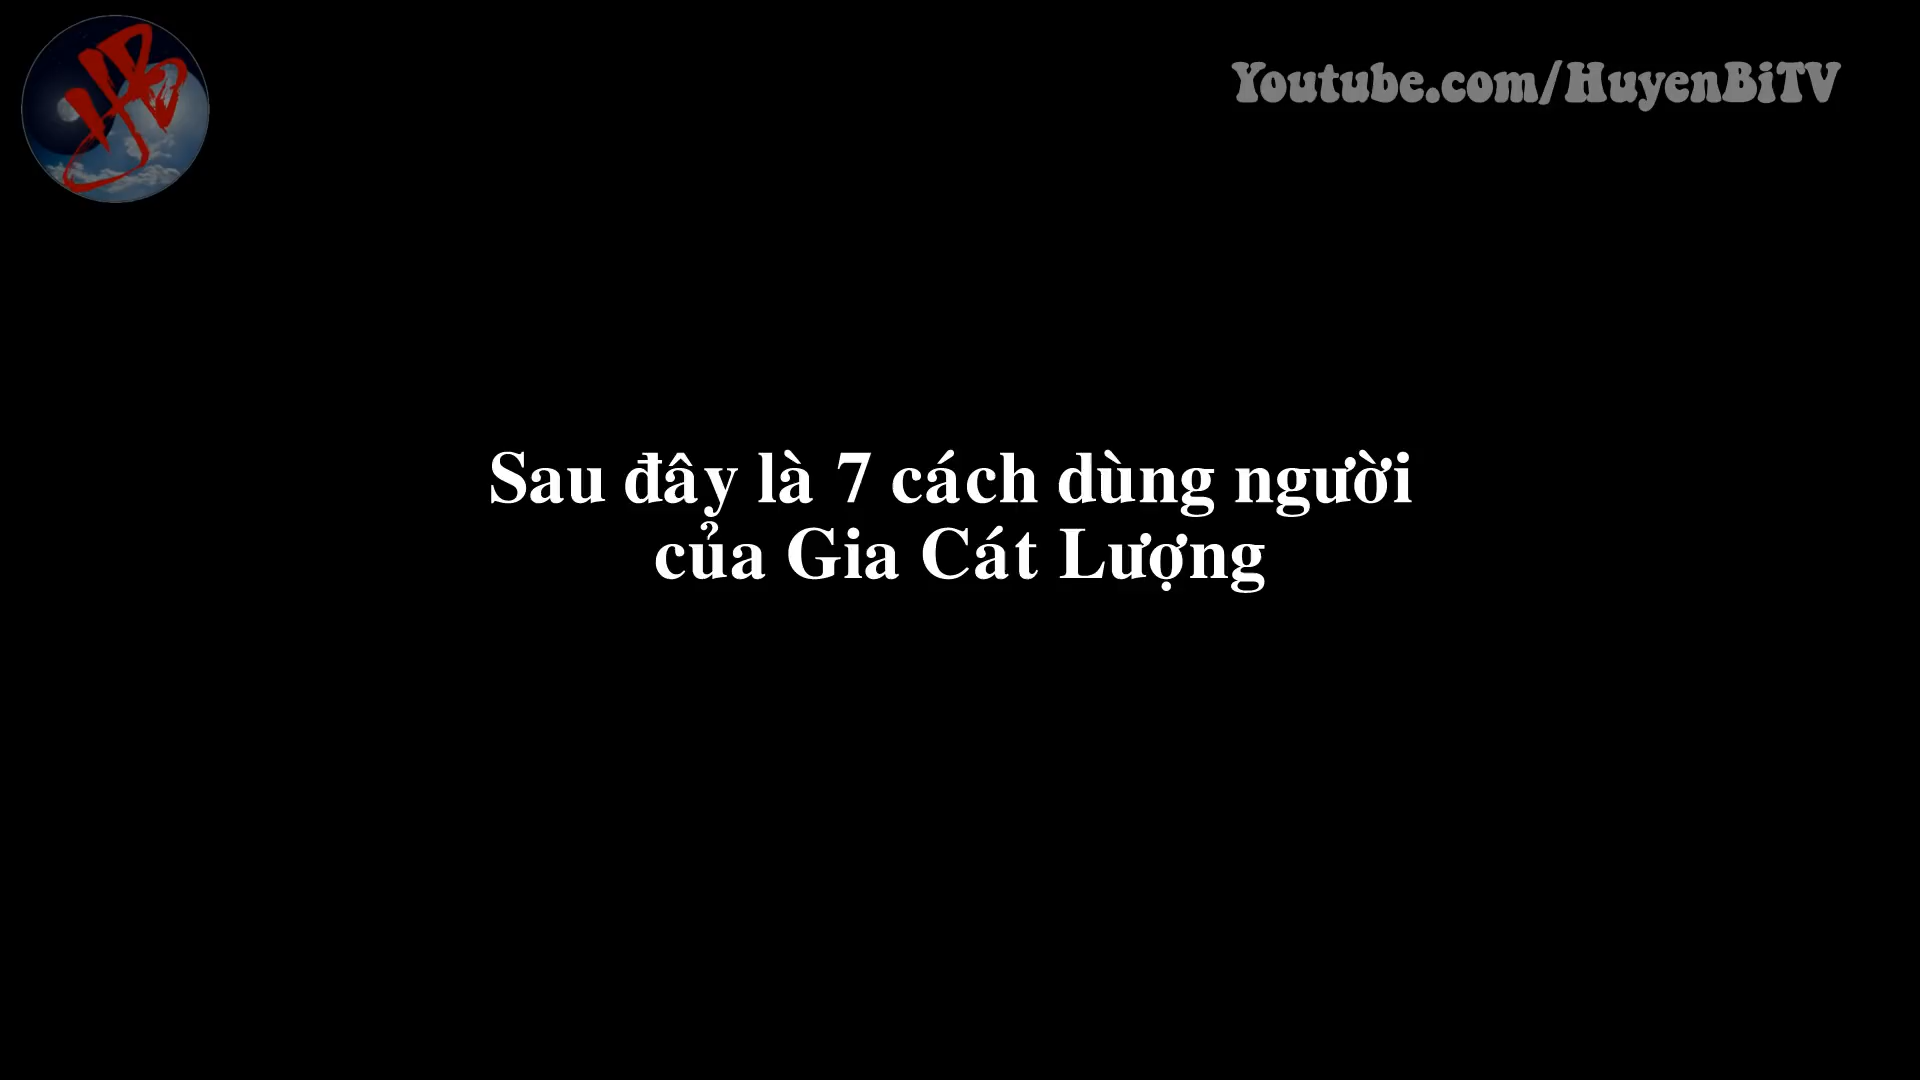 Youtube.com/HuyenBiTV
Sau đây là 7 cách dùng người
của Gia Cát Lượng